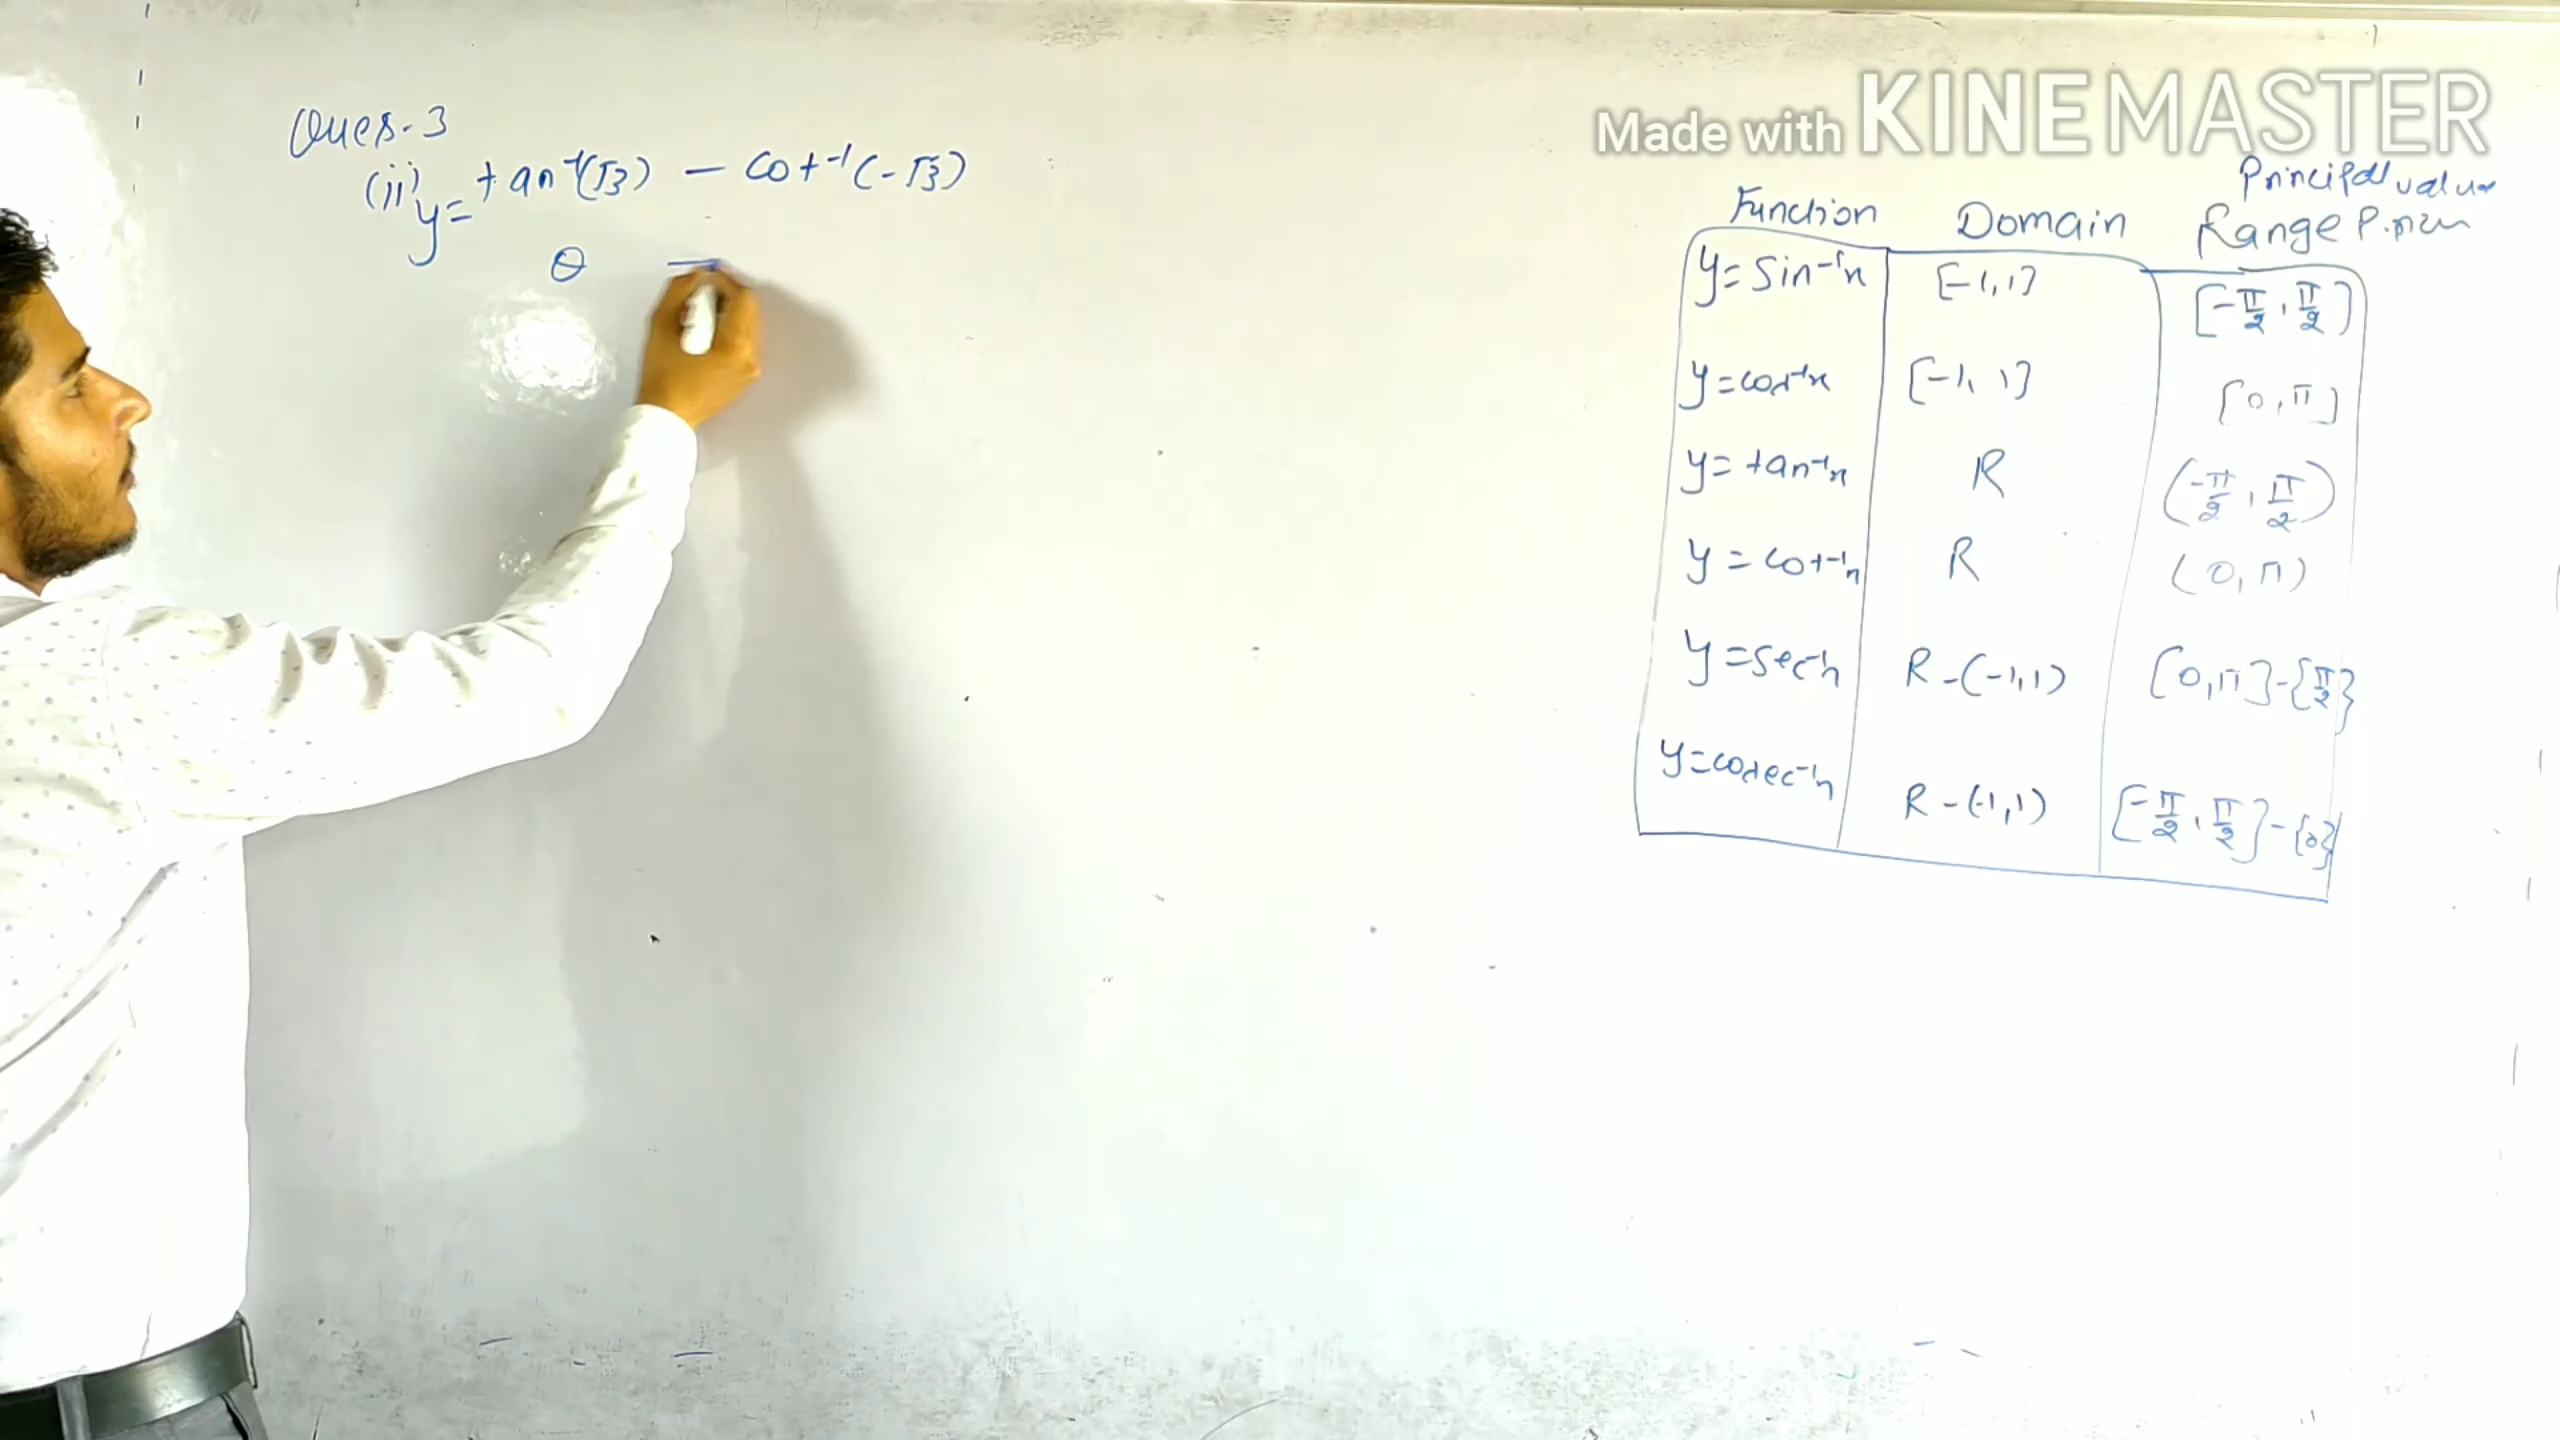 Made with KINEMASTER
Ques. 3
(ii) y = tan⁻¹(√3) – cot⁻¹(-√3)
θ –
Principal value
Function Domain Range
y = sin⁻¹x [-1,1] [-π/2, π/2]
y = cos⁻¹x [-1, 1] [0, π]
y = tan⁻¹x R (-π/2, π/2)
y = cot⁻¹x R (0, π)
y = sec⁻¹x R -(-1,1) [0, π] - {π/2}
y = cosec⁻¹x R - (-1,1) [-π/2, π/2] - {0}